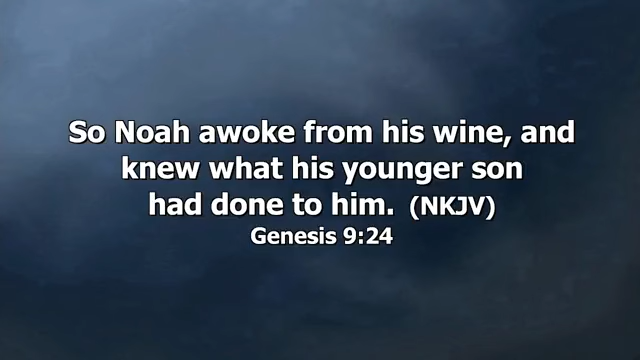 So Noah awoke from his wine, and
knew what his younger son
had done to him. (NKJV)
Genesis 9:24